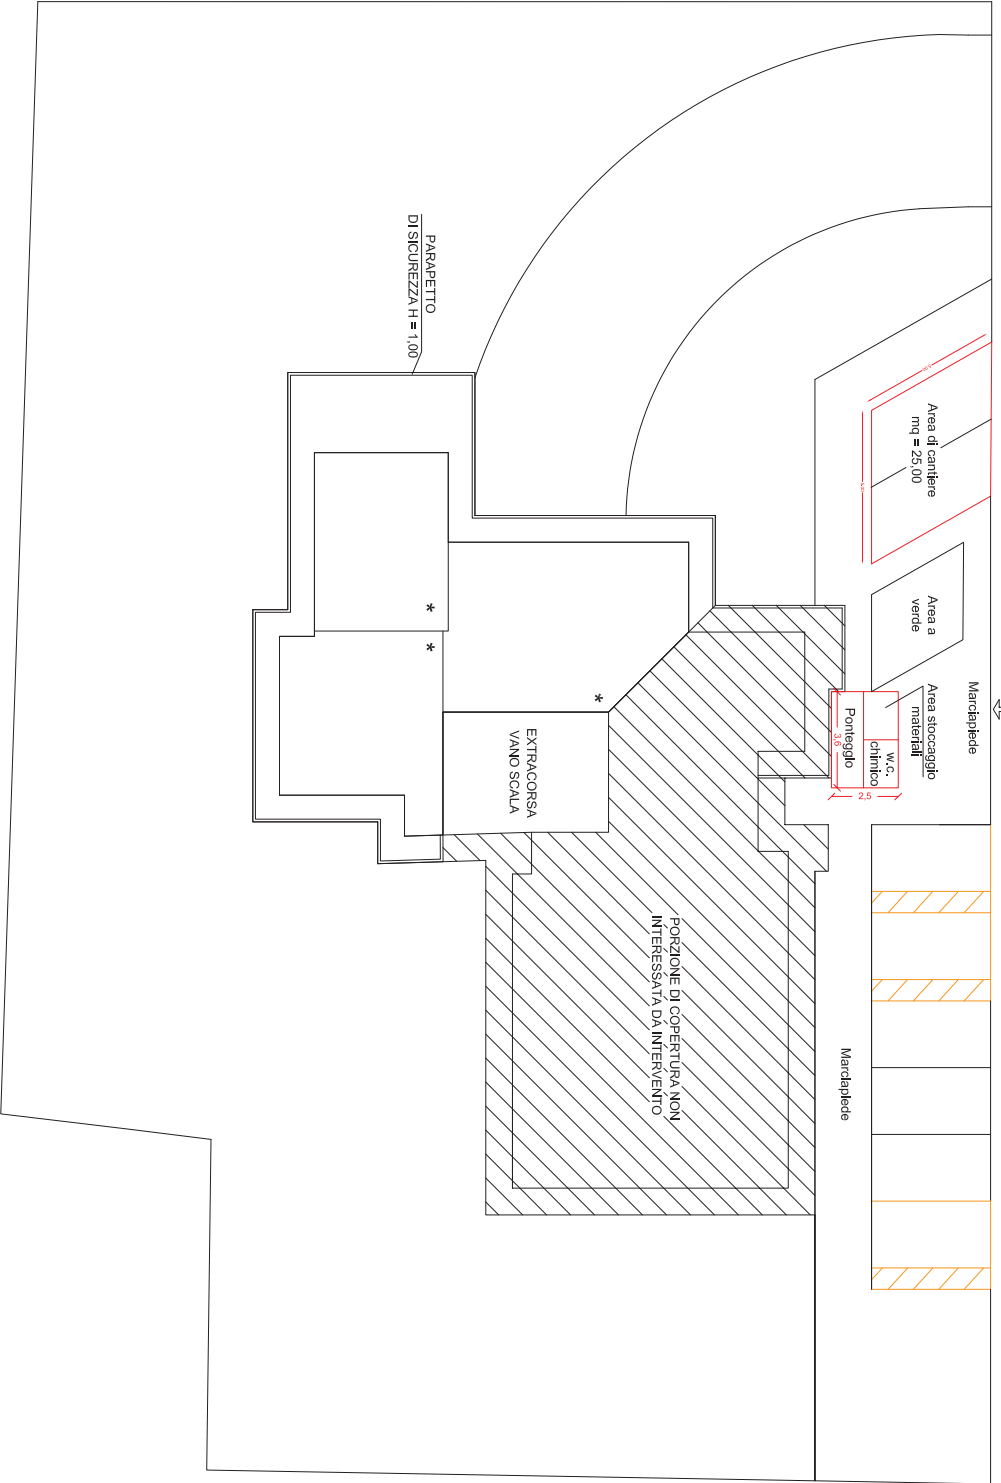 PARAPETTO
DI SICUREZZA H = 1,00
Area di cantiere
mq = 25,00
Area a
verde
Marciapiede
Area stoccaggio
materiali
w.c.
chimico
Ponteggio
3,6
2,5
*
*
*
EXTRACORSA
VANO SCALA
PORZIONE DI COPERTURA NON
INTERESSATA DA INTERVENTO
Marciapiede